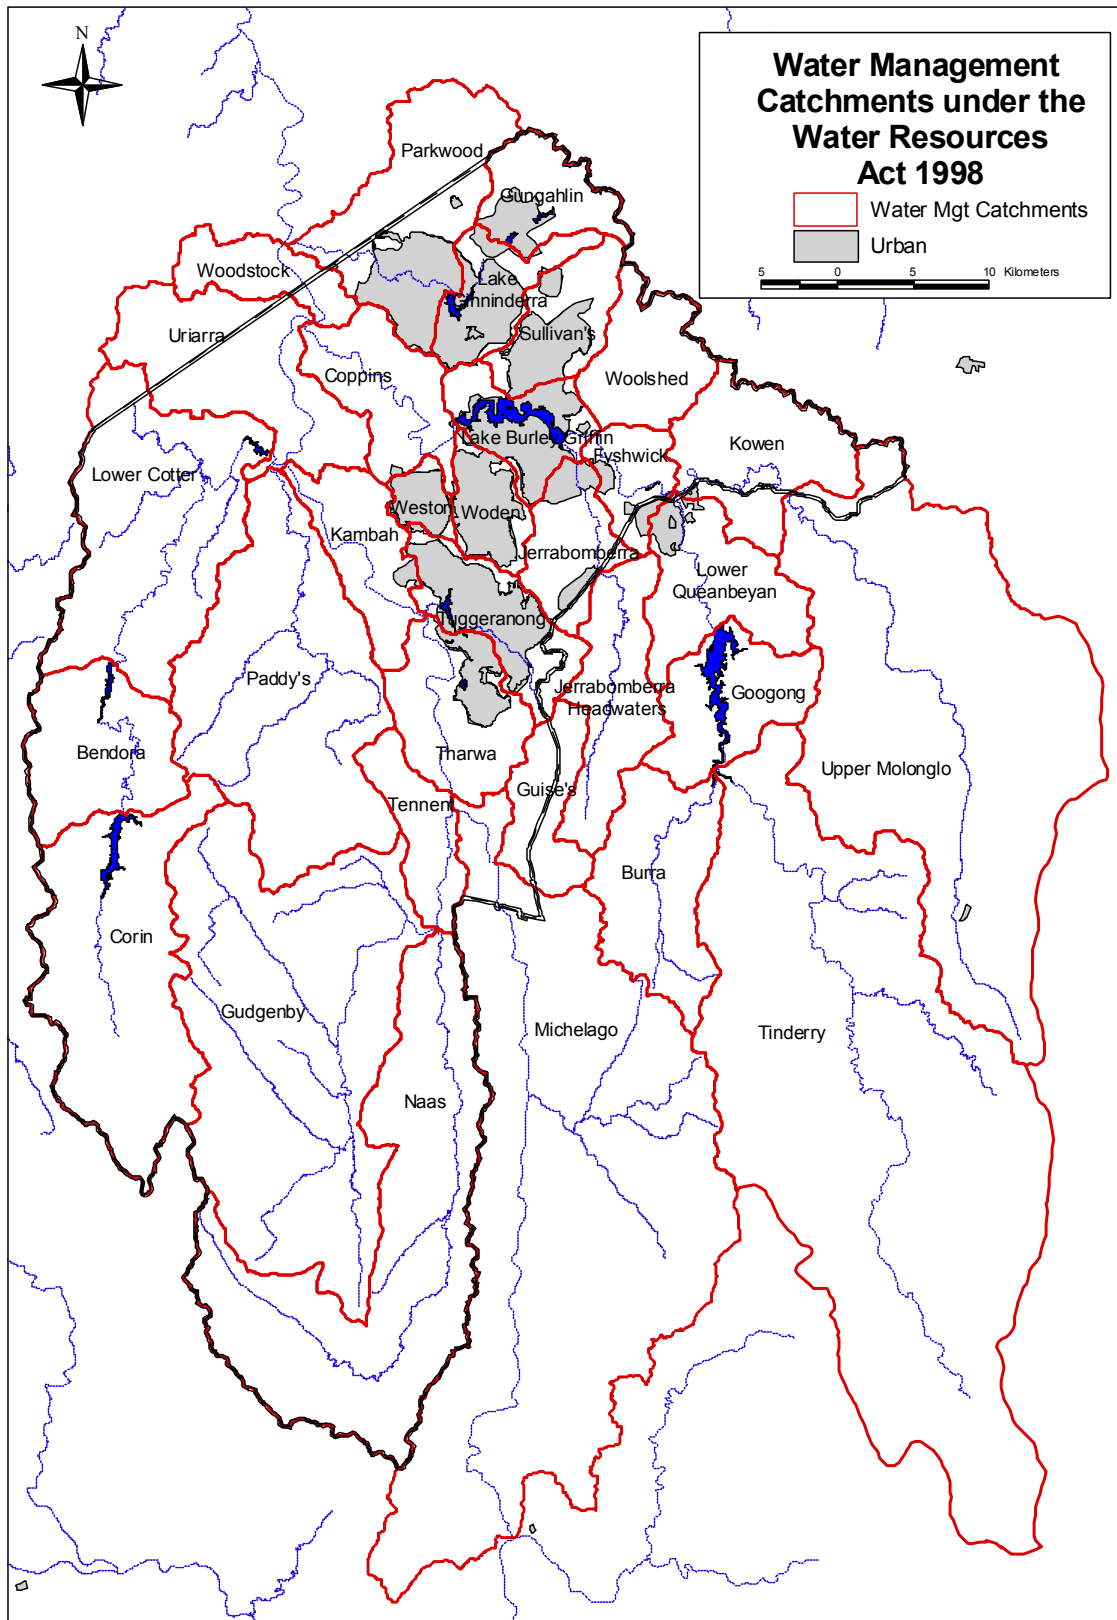 N
Water Management
Catchments under the
Water Resources
Act 1998
Water Mgt Catchments
Urban
5 0 5 10 Kilometers
Parkwood
Gungahlin
Woodstock
Lake
Ginninderra
Uriarra
Sullivan's
Coppins
Woolshed
Lake Burley Griffin
Kowen
Fyshwick
Lower Cotter
Weston
Woden
Kambah
Jerrabomberra
Lower
Queanbeyan
Tuggeranong
Paddy's
Jerrabomberra
Headwaters
Googong
Bendora
Tharwa
Upper Molonglo
Guise's
Tennent
Burra
Corin
Gudgenby
Michelago
Tinderry
Naas